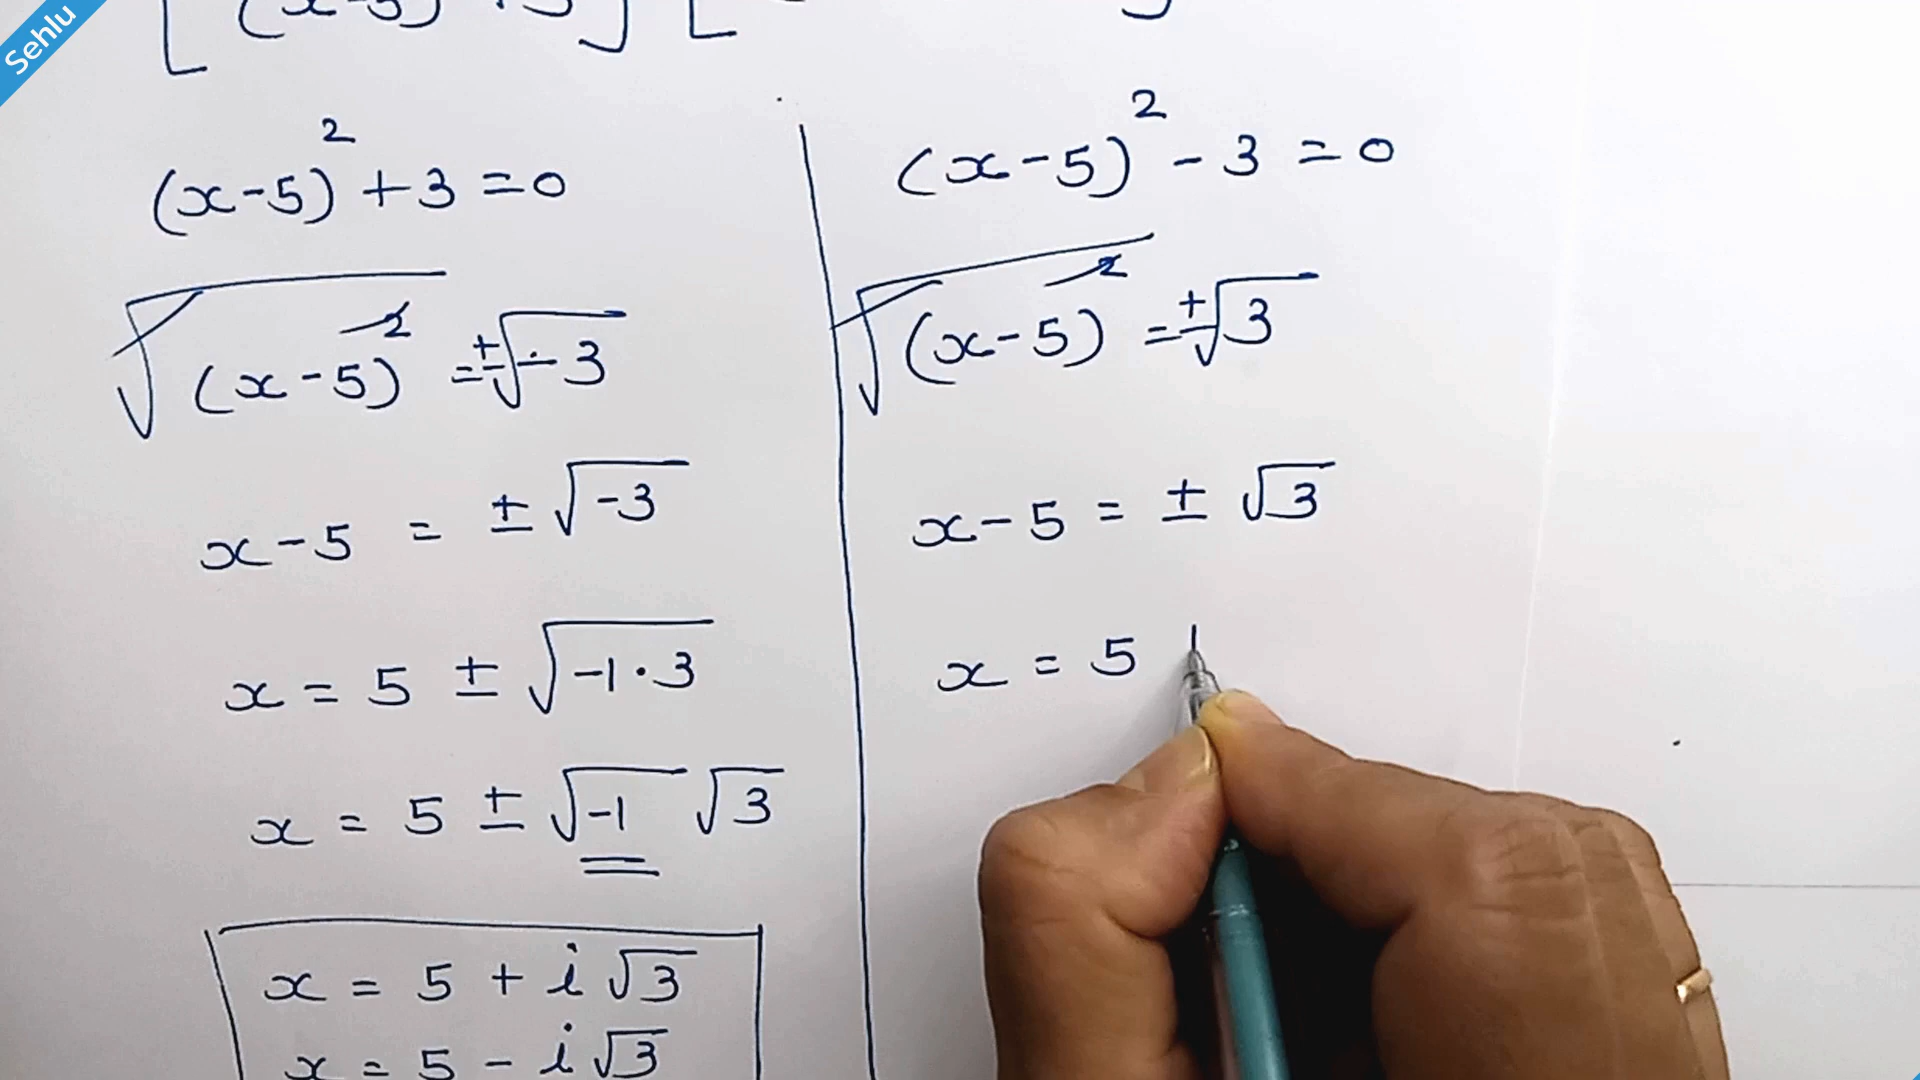 Sehlu
(x-5)² + 3 = 0
√(x-5)² = ±√-3
x-5 = ±√-3
x = 5 ± √-1·3
x = 5 ± √-1 √3
x = 5 + i√3
x = 5 - i√3
(x-5)² - 3 = 0
√(x-5)² = ±√3
x-5 = ± √3
x = 5